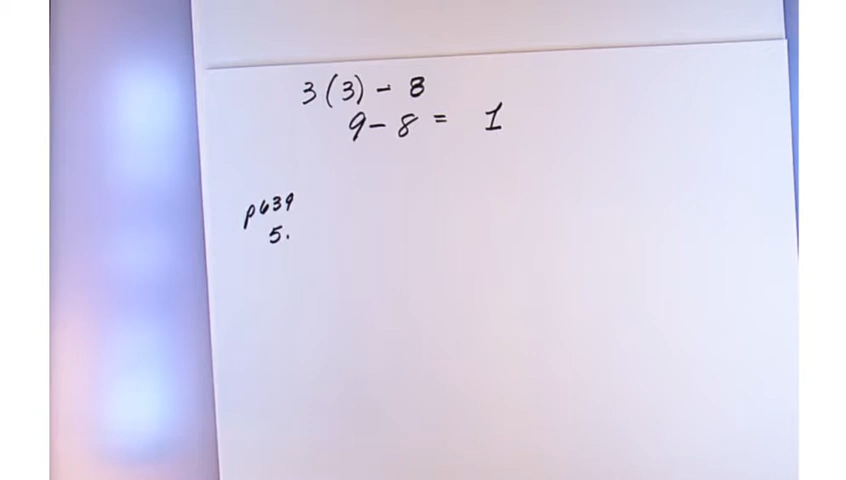 3(3) - 8
9 - 8 = 1
p639
5.